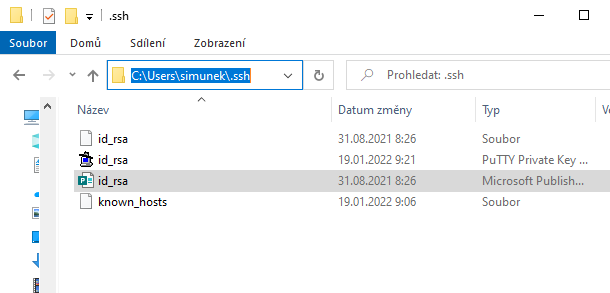 .ssh
Soubor Domů Sdílení Zobrazení
C:\Users\simunek\.ssh Prohledat: .ssh
Název Datum změny Typ
id_rsa 31.08.2021 8:26 Soubor
id_rsa 19.01.2022 9:21 PuTTY Private Key ...
id_rsa 31.08.2021 8:26 Microsoft Publish...
known_hosts 19.01.2022 9:06 Soubor